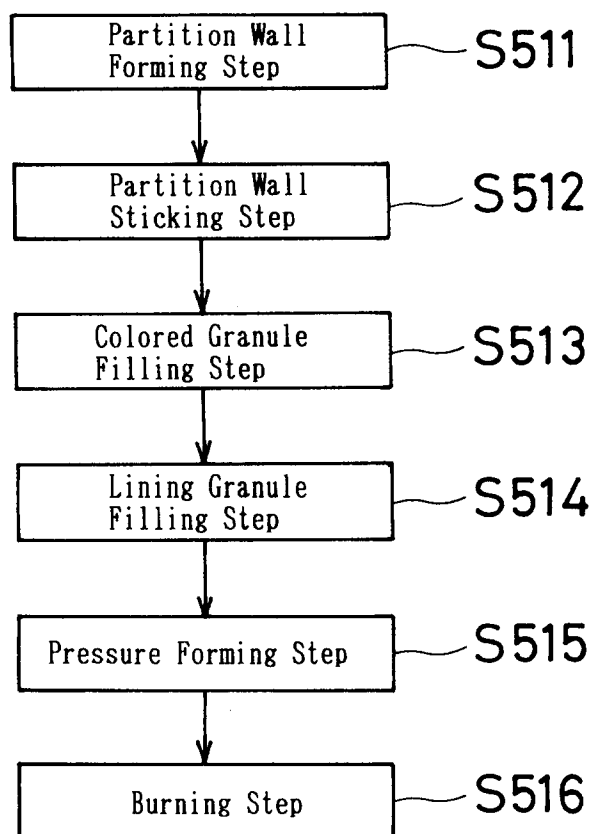 Partition Wall
Forming Step
S511
Partition Wall
Sticking Step
S512
Colored Granule
Filling Step
S513
Lining Granule
Filling Step
S514
Pressure Forming Step
S515
Burning Step
S516